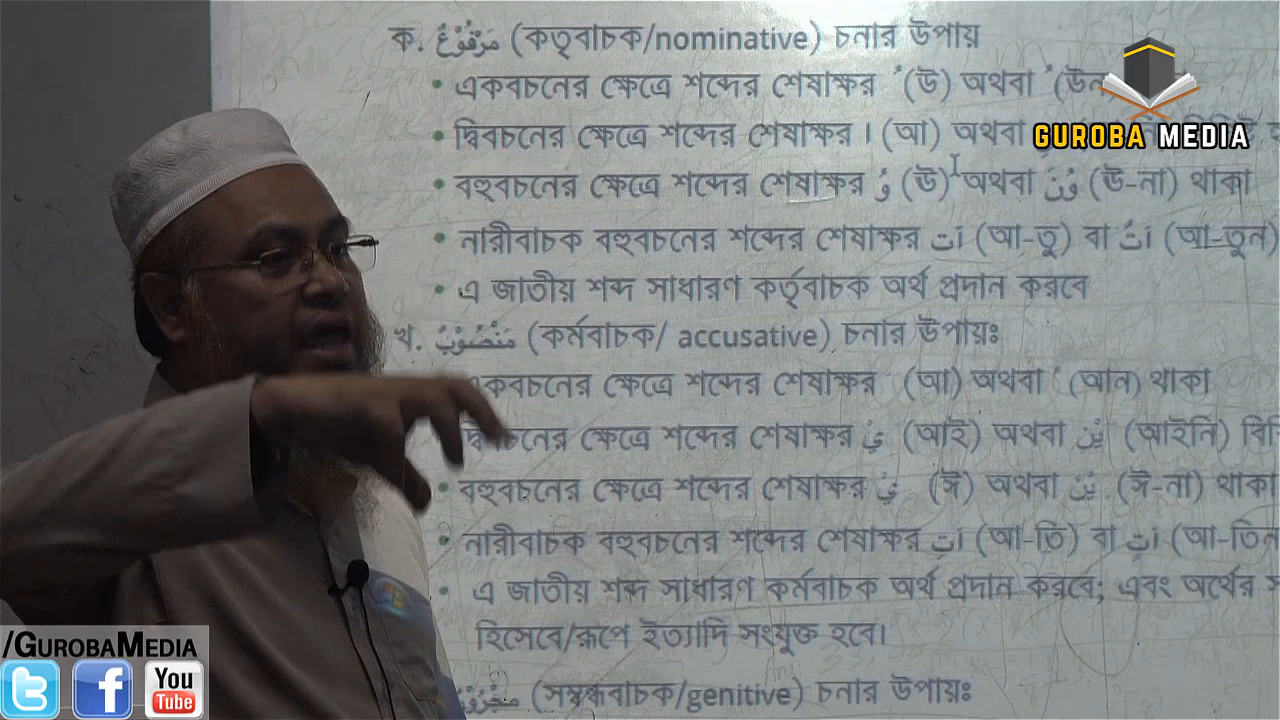 ক. مَرْفُوْعٌ (কতৃবাচক/nominative) চনার উপায়
• একবচনের ক্ষেত্রে শব্দের শেষাক্ষর ُ (উ) অথবা ٌ (উন
GUROBA MEDIA
• দ্বিবচনের ক্ষেত্রে শব্দের শেষাক্ষর ا (আ) অথবা
• বহুবচনের ক্ষেত্রে শব্দের শেষাক্ষর وْ (ঊ) অথবা وْنَ (ঊ-না) থাকা
• নারীবাচক বহুবচনের শব্দের শেষাক্ষর اتُ (আ-তু) বা اتٌ (আ-তুন)
• এ জাতীয় শব্দ সাধারণ কর্তৃবাচক অর্থ প্রদান করবে
খ. مَنْصُوْبٌ (কর্মবাচক/ accusative) চনার উপায়ঃ
একবচনের ক্ষেত্রে শব্দের শেষাক্ষর (আ) অথবা ً (আন) থাকা
দ্বিবচনের ক্ষেত্রে শব্দের শেষাক্ষর يْ (আই) অথবা يْنِ (আইনি)
• বহুবচনের ক্ষেত্রে শব্দের শেষাক্ষর يْ (ঈ) অথবা يْنَ (ঈ-না) থাকা
• নারীবাচক বহুবচনের শব্দের শেষাক্ষর اتِ (আ-তি) বা اتٍ (আ-তিন
• এ জাতীয় শব্দ সাধারণ কর্মবাচক অর্থ প্রদান করবে; এবং অর্থের
হিসেবে/রূপে ইত্যাদি সংযুক্ত হবে।
مَجْرُوْرٌ (সম্বন্ধবাচক/genitive) চনার উপায়ঃ
/GUROBAMEDIA
You
Tube